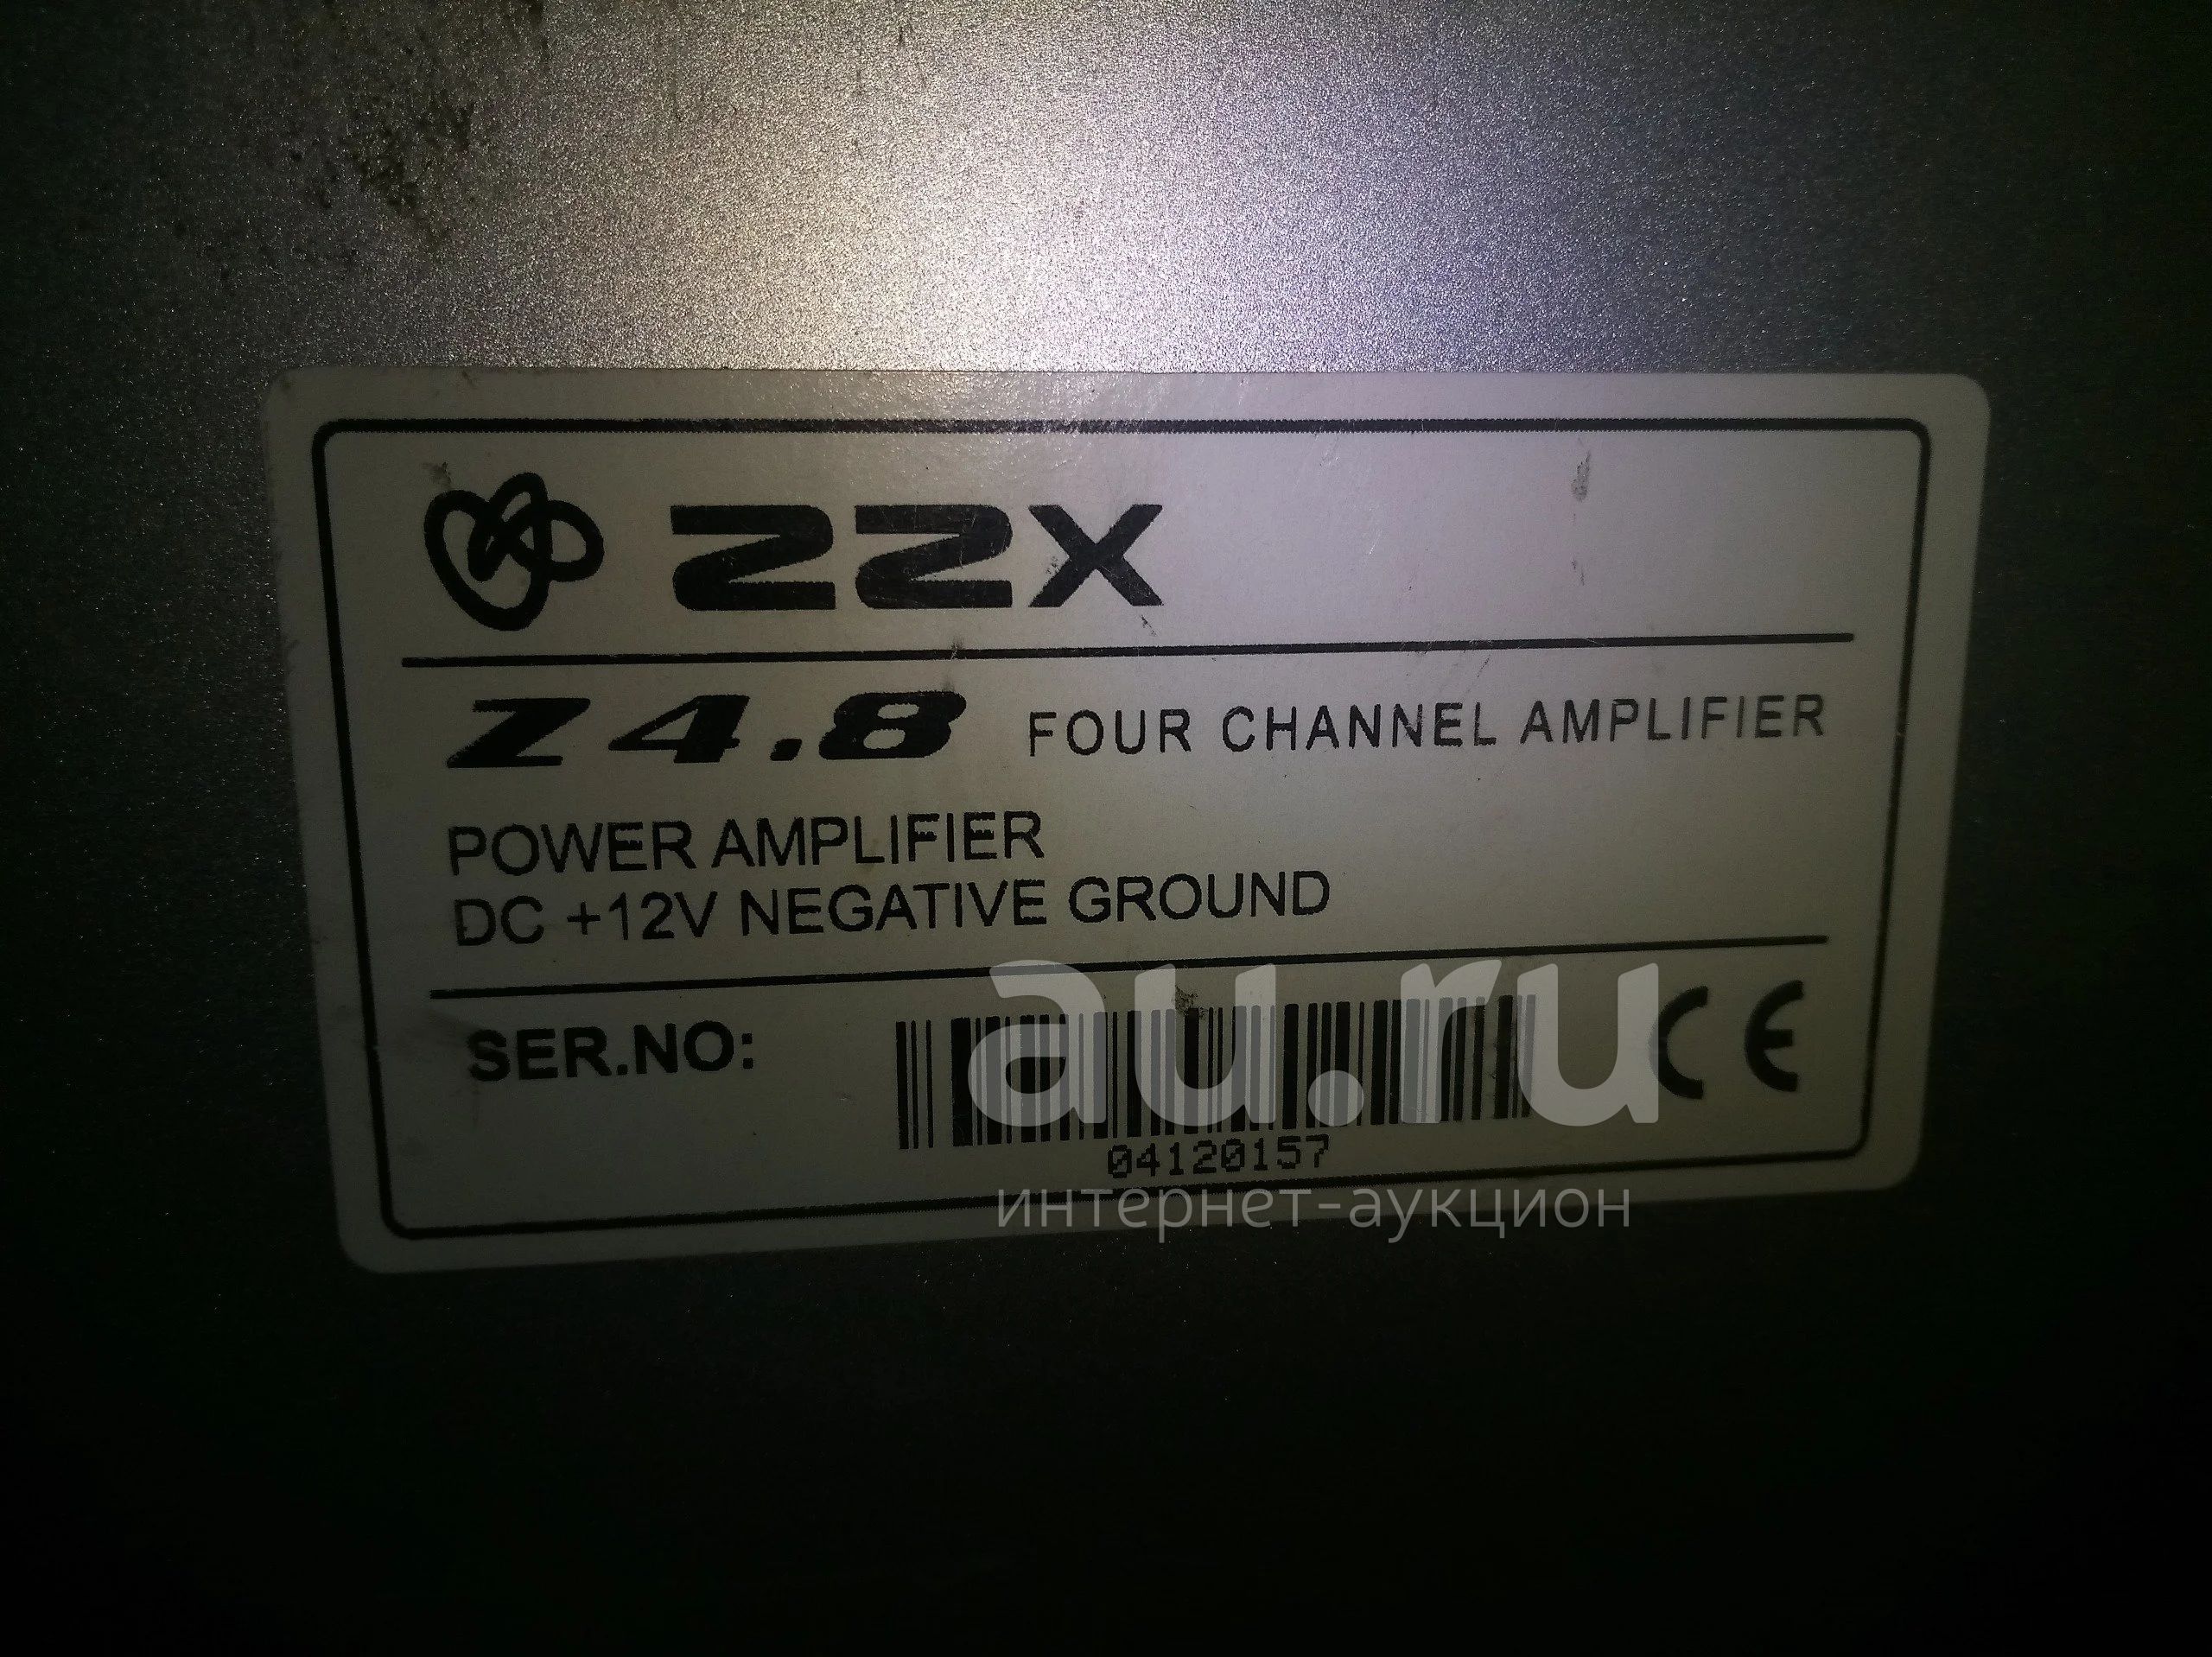 ZZX
Z 4.8 FOUR CHANNEL AMPLIFIER
POWER AMPLIFIER
DC +12V NEGATIVE GROUND
SER.NO:
CE
04120157
au.ru
интернет-аукцион